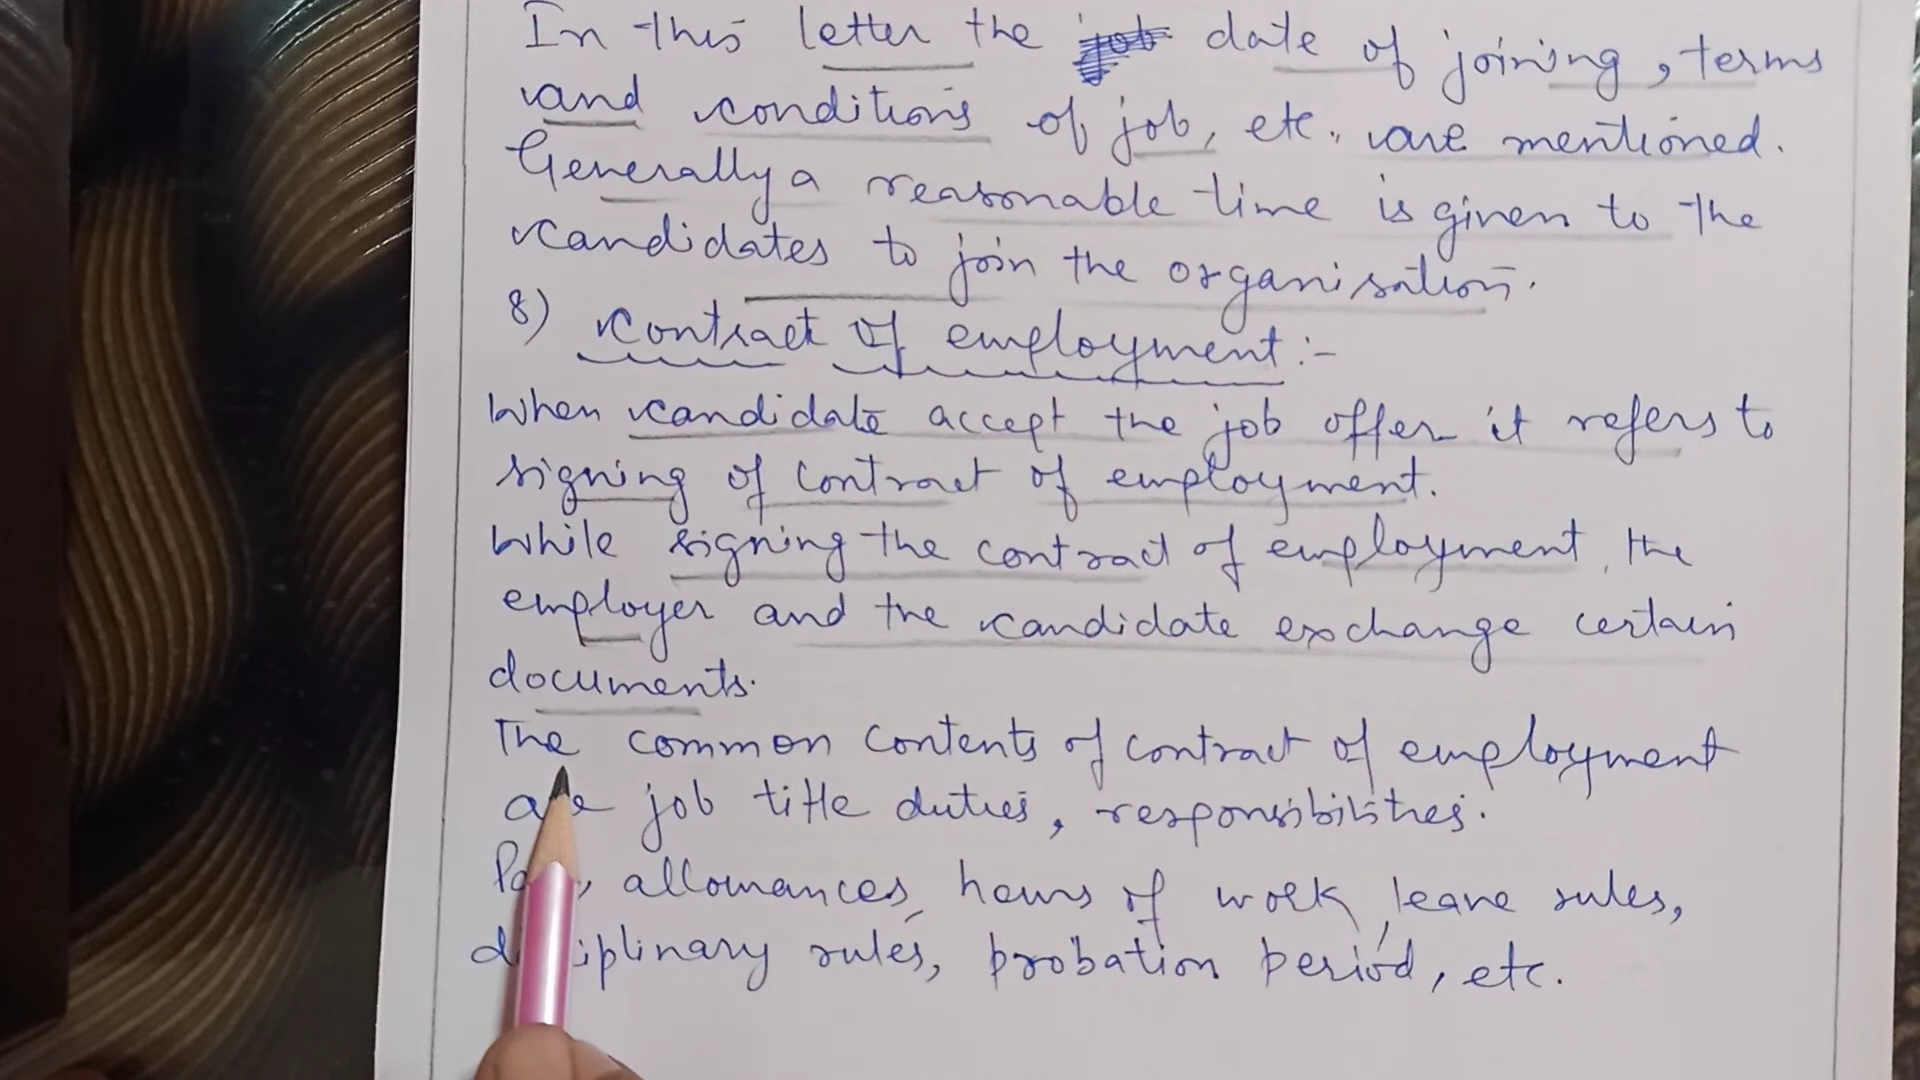 In this letter the job date of joining, terms
and conditions of job, etc., are mentioned.
Generally a reasonable time is given to the
candidates to join the organisation.
8) Contract of employment :-
When candidate accept the job offer it refers to
signing of contract of employment.
While signing the contract of employment, the
employer and the candidate exchange certain
documents.
The common contents of contract of employment
are job title duties, responsibilities.
allowances, hours of work, leave rules,
disciplinary rules, probation period, etc.